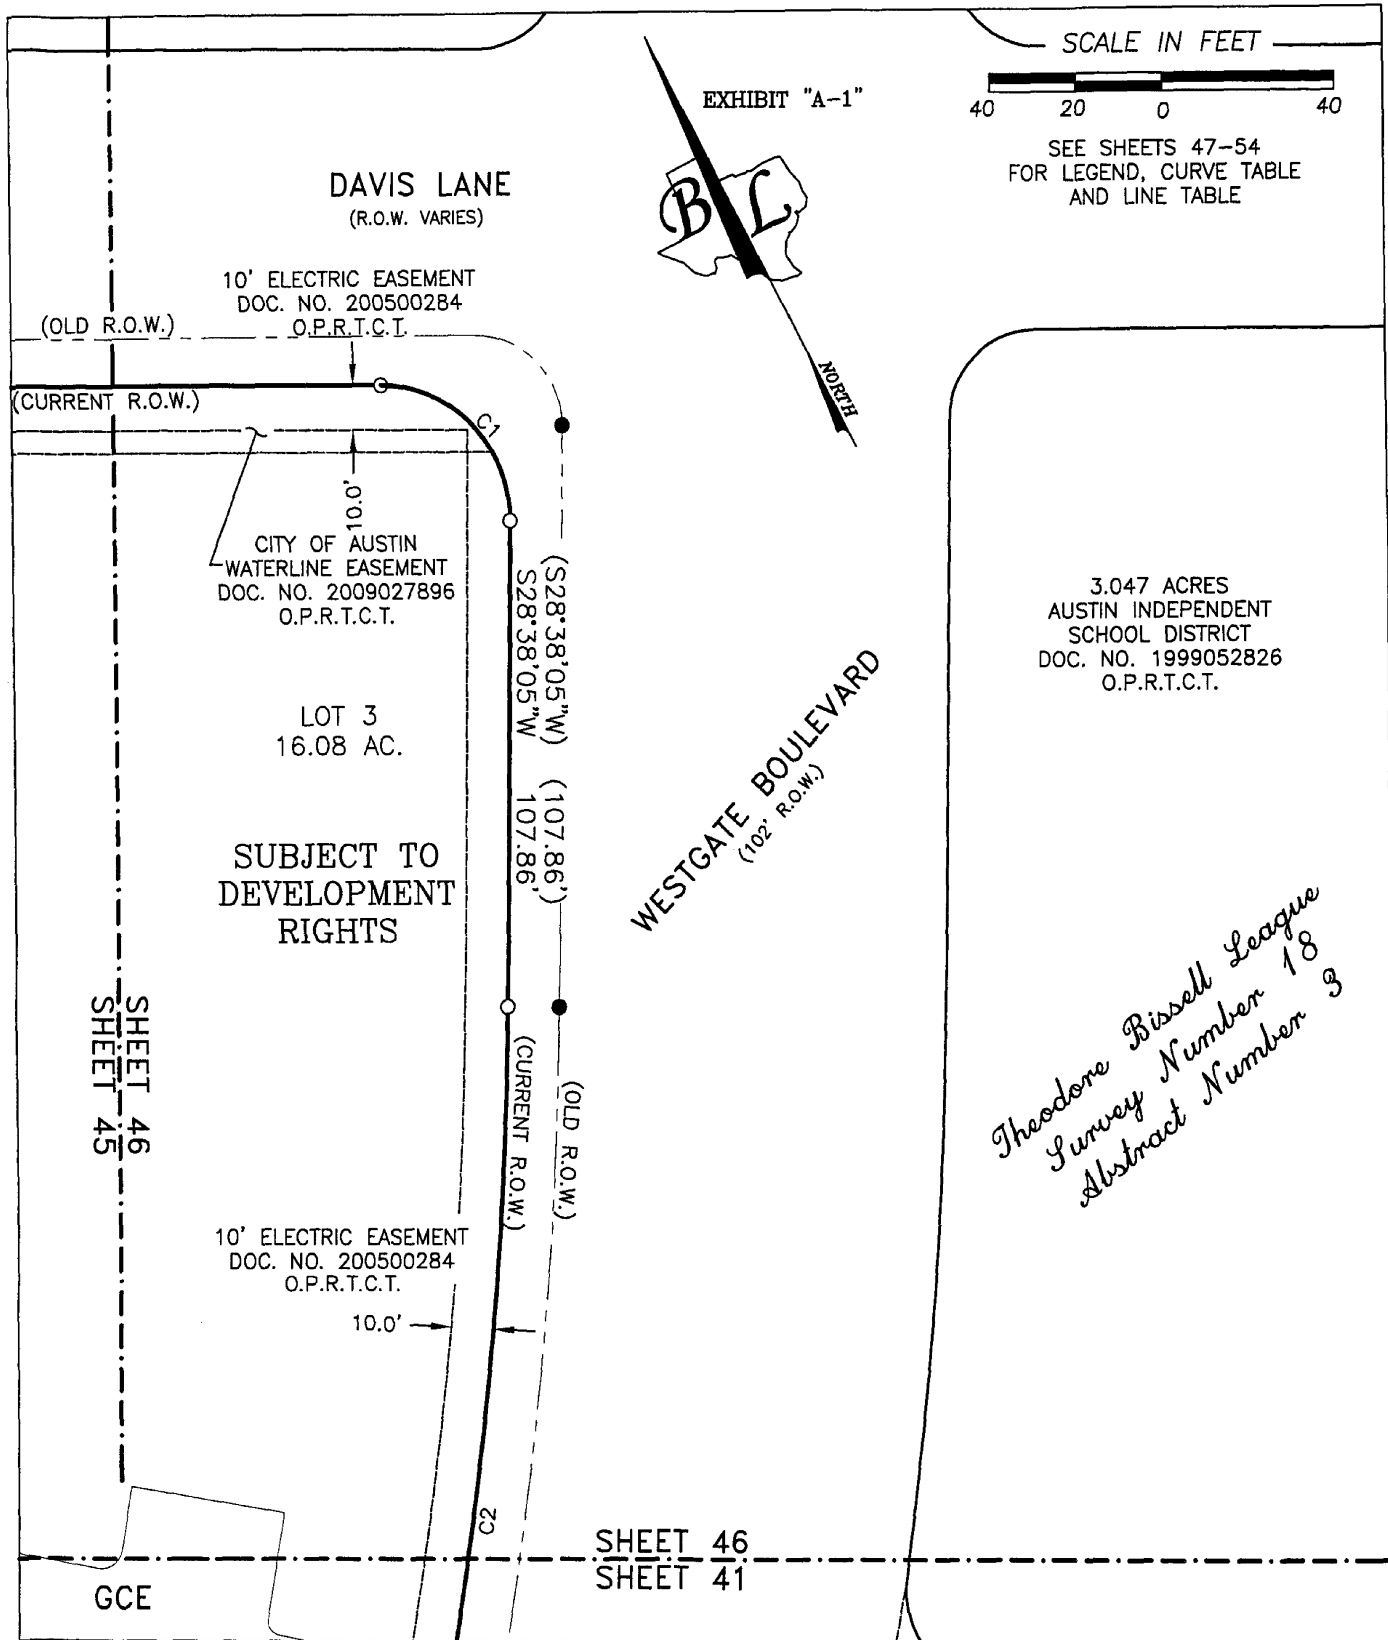 SCALE IN FEET
40 20 0 40
EXHIBIT "A-1"
SEE SHEETS 47-54
FOR LEGEND, CURVE TABLE
AND LINE TABLE
B L
NORTH
DAVIS LANE
(R.O.W. VARIES)
10' ELECTRIC EASEMENT
DOC. NO. 200500284
O.P.R.T.C.T.
(OLD R.O.W.)
(CURRENT R.O.W.)
C1
10.0'
CITY OF AUSTIN
WATERLINE EASEMENT
DOC. NO. 2009027896
O.P.R.T.C.T.
(S28°38'05"W) (107.86')
S28°38'05"W 107.86'
3.047 ACRES
AUSTIN INDEPENDENT
SCHOOL DISTRICT
DOC. NO. 1999052826
O.P.R.T.C.T.
LOT 3
16.08 AC.
WESTGATE BOULEVARD
(102' R.O.W.)
SUBJECT TO
DEVELOPMENT
RIGHTS
Theodore Bissell League
Survey Number 18
Abstract Number 3
SHEET 46
SHEET 45
(CURRENT R.O.W.)
(OLD R.O.W.)
10' ELECTRIC EASEMENT
DOC. NO. 200500284
O.P.R.T.C.T.
10.0'
C2
SHEET 46
SHEET 41
GCE